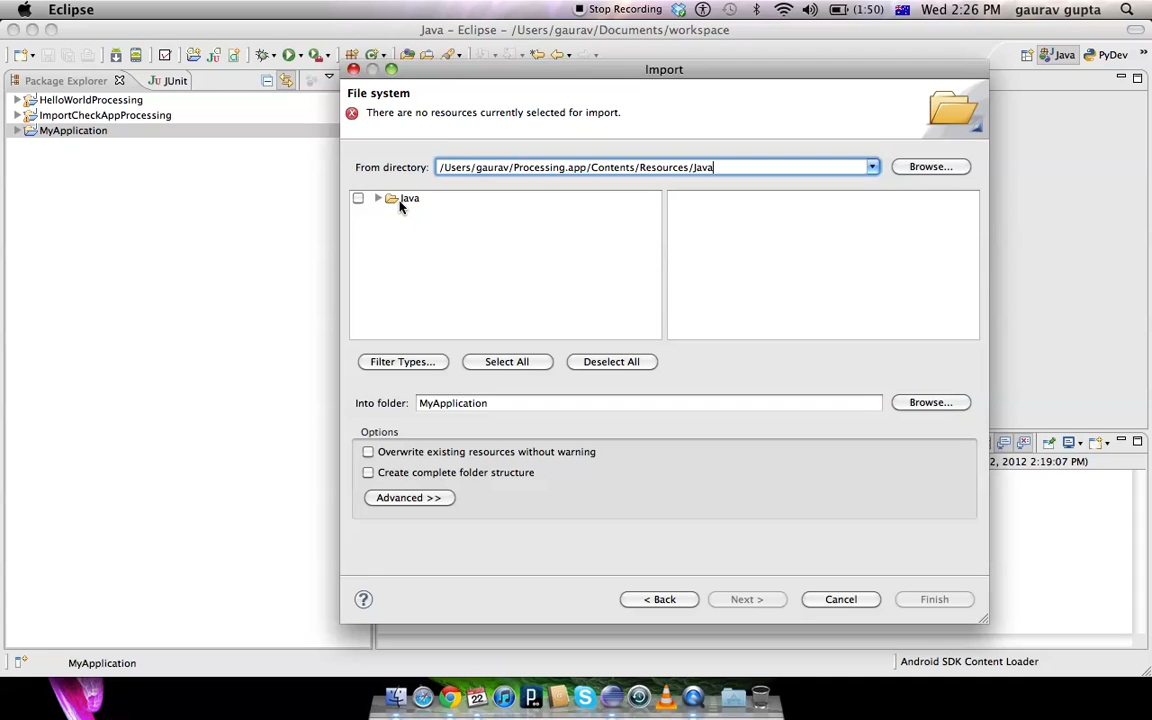 Eclipse
Stop Recording
(1:50)
Wed 2:26 PM
gaurav gupta
Java – Eclipse – /Users/gaurav/Documents/workspace
Java
PyDev
Package Explorer
JUnit
HelloWorldProcessing
ImportCheckAppProcessing
MyApplication
Import
File system
There are no resources currently selected for import.
From directory:
/Users/gaurav/Processing.app/Contents/Resources/Java
Browse...
Java
Filter Types...
Select All
Deselect All
Into folder:
MyApplication
Browse...
Options
Overwrite existing resources without warning
Create complete folder structure
Advanced >>
2, 2012 2:19:07 PM)
?
< Back
Next >
Cancel
Finish
MyApplication
Android SDK Content Loader
22